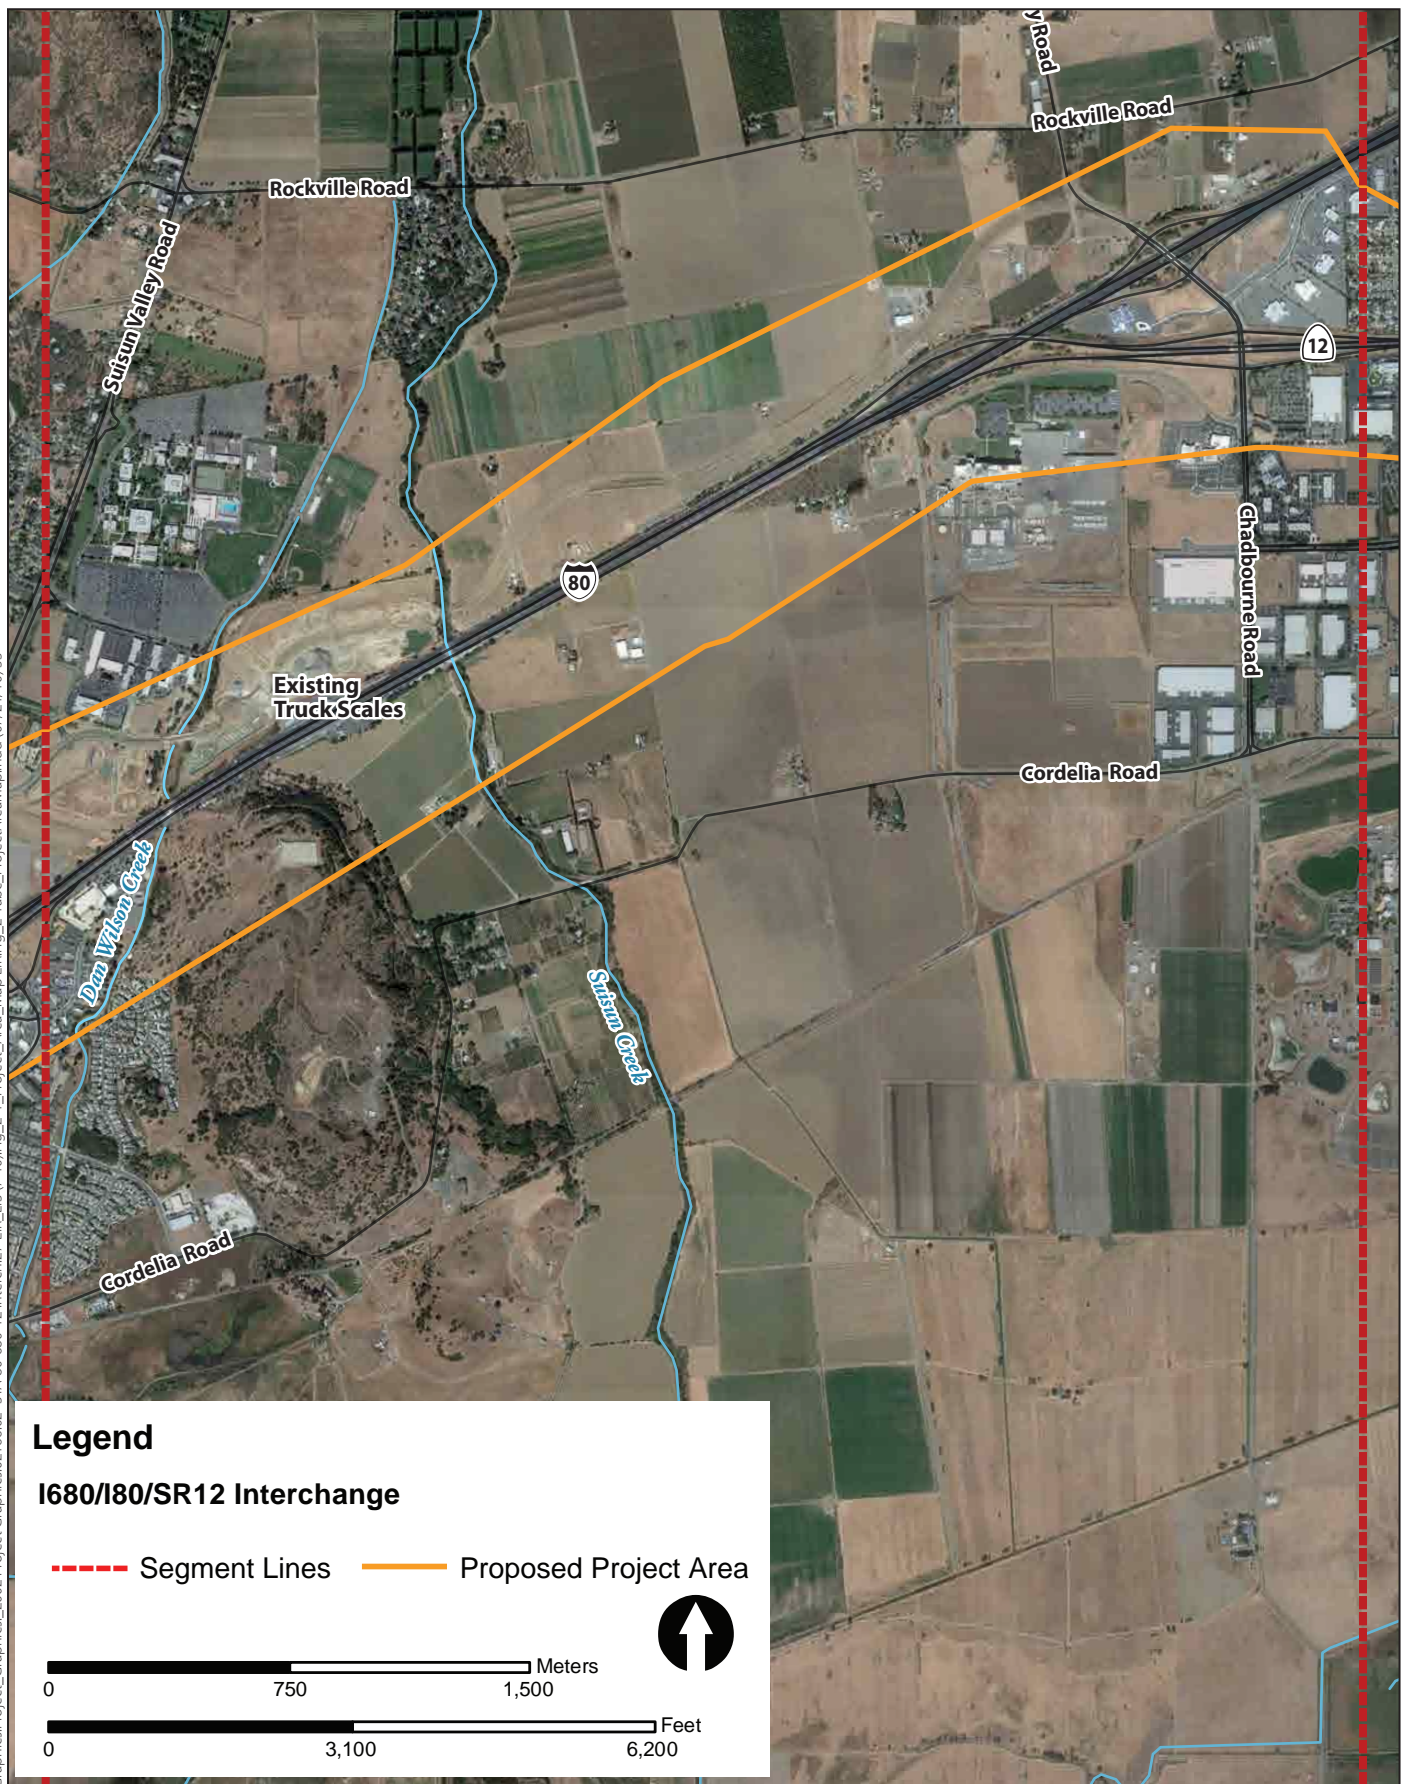 y Road
Rockville Road
Rockville Road
Suisun Valley Road
12
80
Chadbourne Road
Existing
Truck Scales
Cordelia Road
Dan Wilson Creek
Suisun Creek
Cordelia Road
Legend
I680/I80/SR12 Interchange
Segment Lines
Proposed Project Area
Meters
0 750 1,500
Feet
0 3,100 6,200